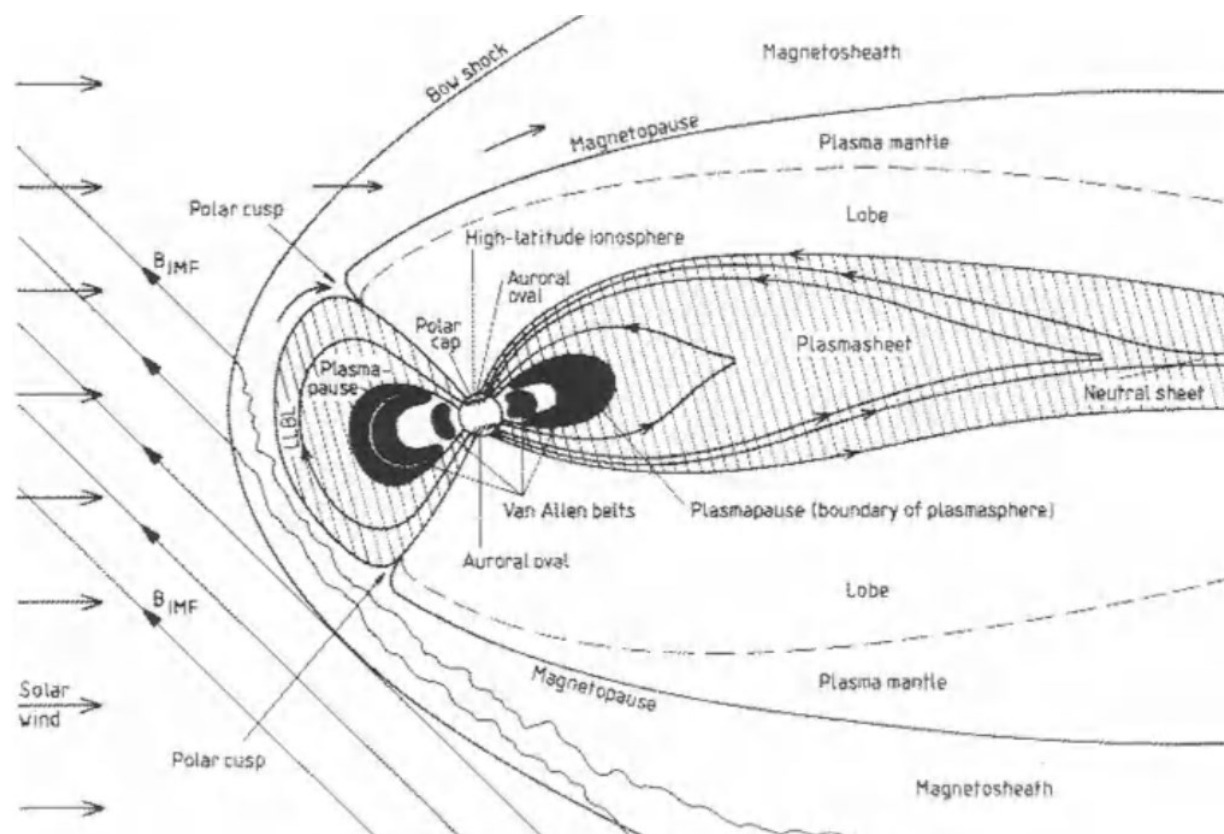 Magnetosheath
Bow shock
Magnetopause
Plasma mantle
Polar cusp
Lobe
High-latitude ionosphere
B IMF
Auroral
oval
Polar
cap
Plasmasheet
Plasma-
pause
Neutral sheet
LLBL
Van Allen belts
Plasmapause (boundary of plasmasphere)
Auroral oval
Lobe
B IMF
Magnetopause
Plasma mantle
Solar
wind
Polar cusp
Magnetosheath